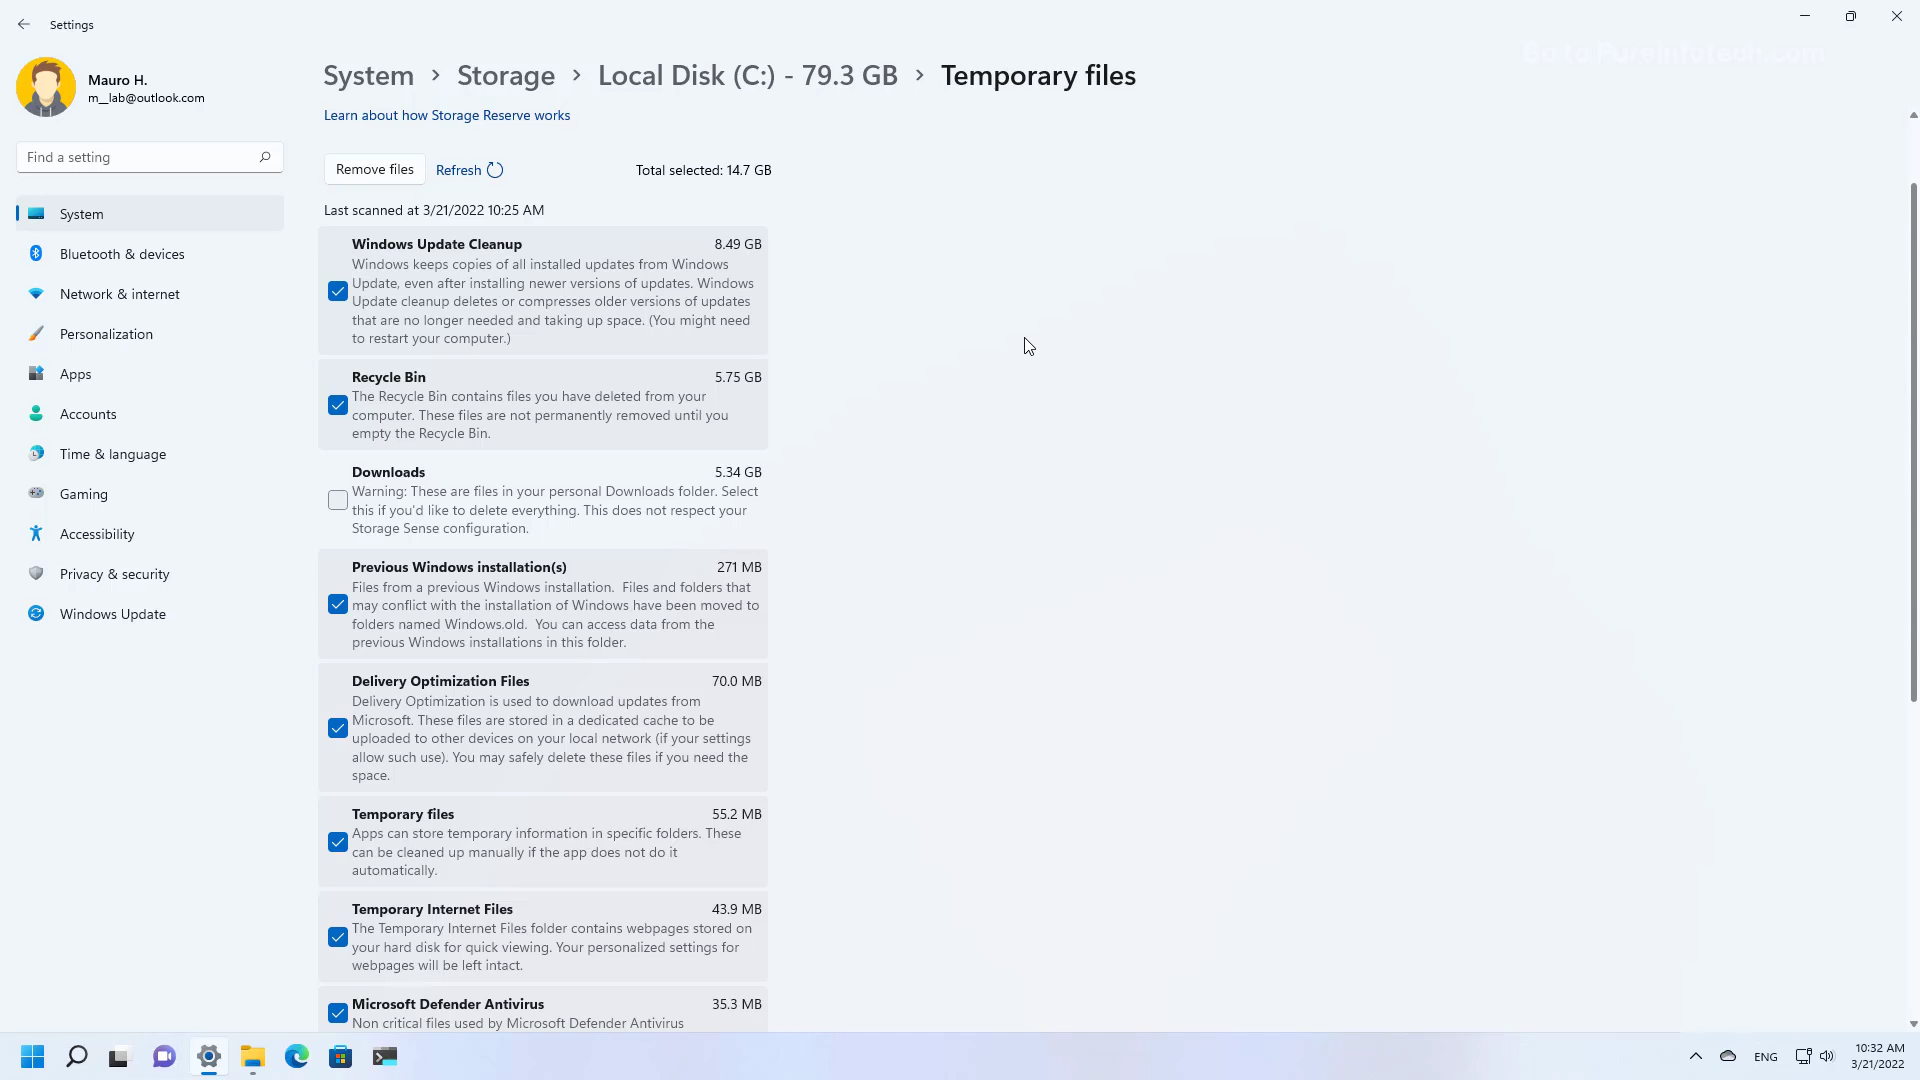 Settings
Go to PureInfotech.com
Mauro H.
m__lab@outlook.com
System › Storage › Local Disk (C:) - 79.3 GB › Temporary files
Learn about how Storage Reserve works
Find a setting
Remove files
Refresh
Total selected: 14.7 GB
Last scanned at 3/21/2022 10:25 AM
System
Bluetooth & devices
Network & internet
Personalization
Apps
Accounts
Time & language
Gaming
Accessibility
Privacy & security
Windows Update
Windows Update Cleanup 8.49 GB
Windows keeps copies of all installed updates from Windows
Update, even after installing newer versions of updates. Windows
Update cleanup deletes or compresses older versions of updates
that are no longer needed and taking up space. (You might need
to restart your computer.)
Recycle Bin 5.75 GB
The Recycle Bin contains files you have deleted from your
computer. These files are not permanently removed until you
empty the Recycle Bin.
Downloads 5.34 GB
Warning: These are files in your personal Downloads folder. Select
this if you'd like to delete everything. This does not respect your
Storage Sense configuration.
Previous Windows installation(s) 271 MB
Files from a previous Windows installation.  Files and folders that
may conflict with the installation of Windows have been moved to
folders named Windows.old.  You can access data from the
previous Windows installations in this folder.
Delivery Optimization Files 70.0 MB
Delivery Optimization is used to download updates from
Microsoft. These files are stored in a dedicated cache to be
uploaded to other devices on your local network (if your settings
allow such use). You may safely delete these files if you need the
space.
Temporary files 55.2 MB
Apps can store temporary information in specific folders. These
can be cleaned up manually if the app does not do it
automatically.
Temporary Internet Files 43.9 MB
The Temporary Internet Files folder contains webpages stored on
your hard disk for quick viewing. Your personalized settings for
webpages will be left intact.
Microsoft Defender Antivirus 35.3 MB
Non critical files used by Microsoft Defender Antivirus
ENG
10:32 AM
3/21/2022